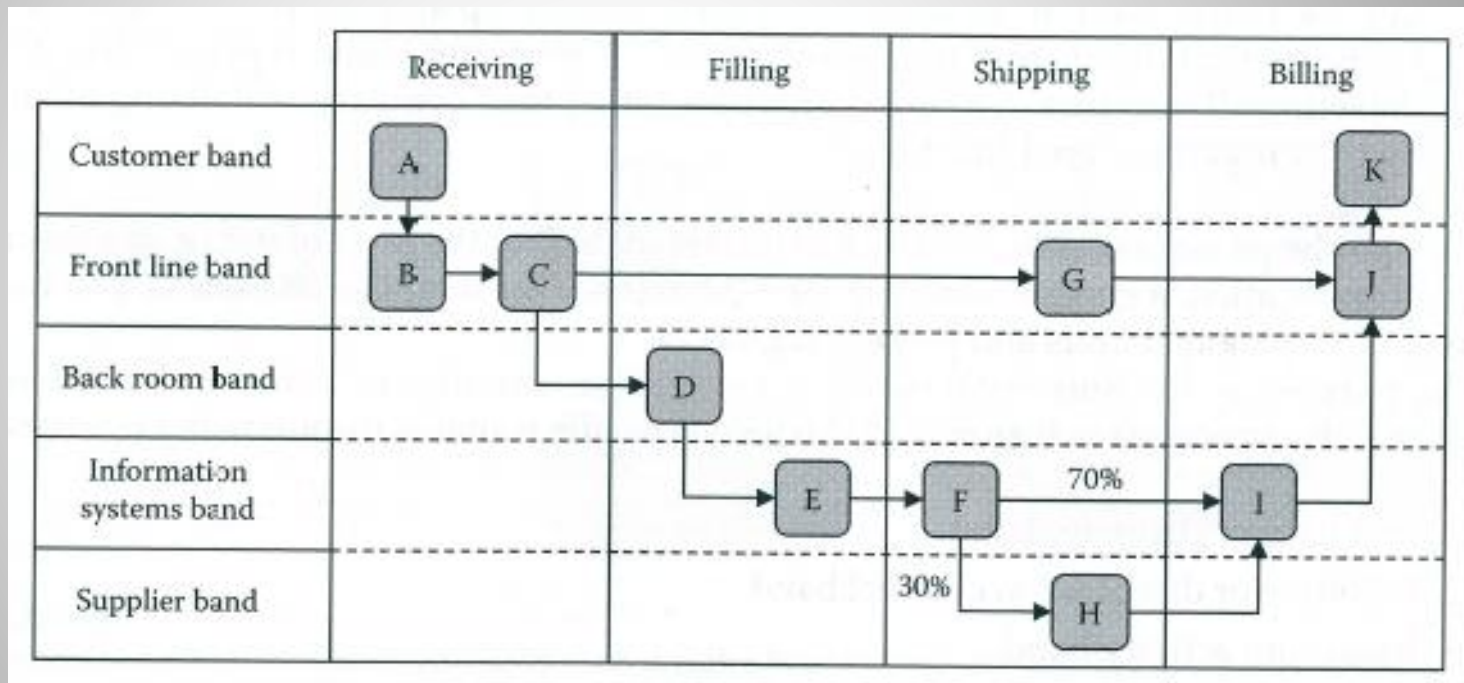 Receiving
Filling
Shipping
Billing
Customer band
A
K
Front line band
B
C
G
J
Back room band
D
Information
systems band
E
F
70%
I
Supplier band
30%
H